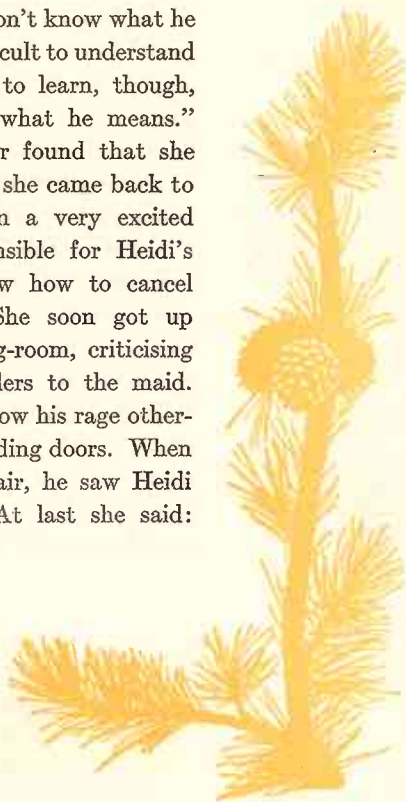 on't know what he
cult to understand
to learn, though,
what he means.”
r found that she
she came back to
n a very excited
nsible for Heidi's
w how to cancel
She soon got up
g-room, criticising
ders to the maid.
ow his rage other-
ding doors. When
air, he saw Heidi
At last she said: